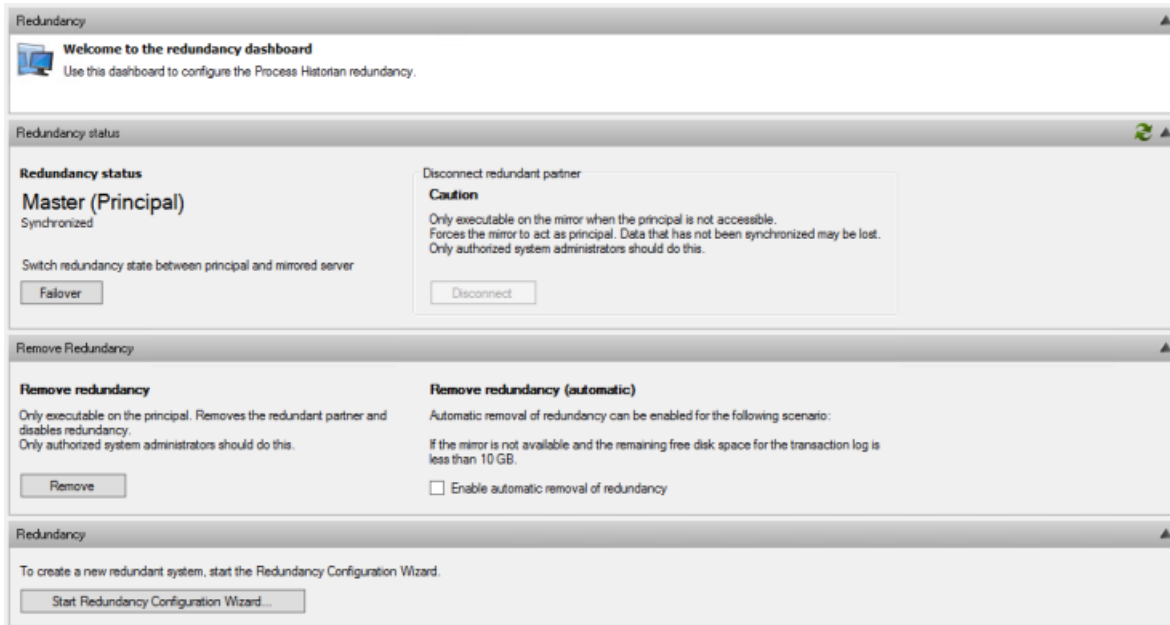 Redundancy
Welcome to the redundancy dashboard
Use this dashboard to configure the Process Historian redundancy.
Redundancy status
Redundancy status
Master (Principal)
Synchronized
Switch redundancy state between principal and mirrored server
Failover
Disconnect redundant partner
Caution
Only executable on the mirror when the principal is not accessible.
Forces the mirror to act as principal. Data that has not been synchronized may be lost.
Only authorized system administrators should do this.
Disconnect
Remove Redundancy
Remove redundancy
Only executable on the principal. Removes the redundant partner and
disables redundancy.
Only authorized system administrators should do this.
Remove
Remove redundancy (automatic)
Automatic removal of redundancy can be enabled for the following scenario:
If the mirror is not available and the remaining free disk space for the transaction log is
less than 10 GB.
Enable automatic removal of redundancy
Redundancy
To create a new redundant system, start the Redundancy Configuration Wizard.
Start Redundancy Configuration Wizard...